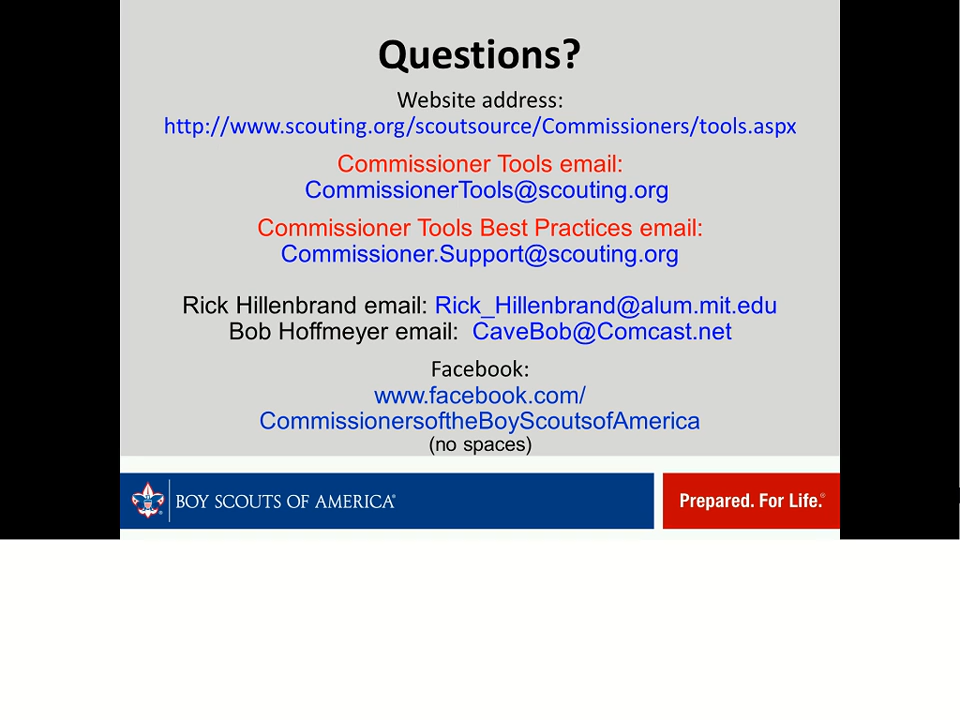 Questions?
Website address:
http://www.scouting.org/scoutsource/Commissioners/tools.aspx
Commissioner Tools email:
CommissionerTools@scouting.org
Commissioner Tools Best Practices email:
Commissioner.Support@scouting.org
Rick Hillenbrand email: Rick_Hillenbrand@alum.mit.edu
Bob Hoffmeyer email: CaveBob@Comcast.net
Facebook:
www.facebook.com/
CommissionersoftheBoyScoutsofAmerica
(no spaces)
BOY SCOUTS OF AMERICA®
Prepared. For Life.®